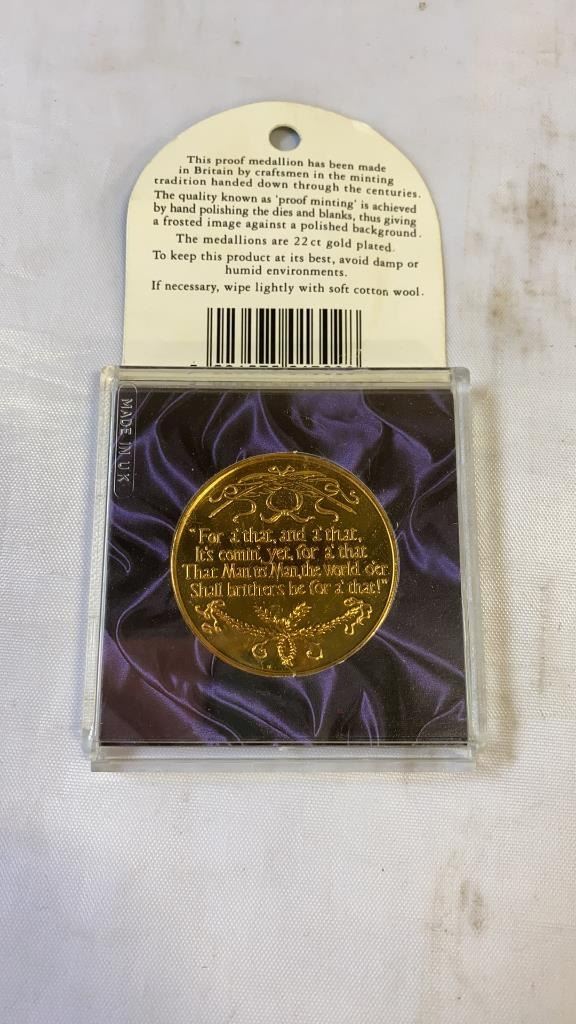 This proof medallion has been made
in Britain by craftsmen in the minting
tradition handed down through the centuries.
The quality known as 'proof minting' is achieved
by hand polishing the dies and blanks, thus giving
a frosted image against a polished background.
The medallions are 22 ct gold plated.
To keep this product at its best, avoid damp or
humid environments.
If necessary, wipe lightly with soft cotton wool.
MADE IN UK
"For a' that, and a' that,
It's comin' yet, for a' that
That Man to Man, the world o'er
Shall brithers be for a' that!"